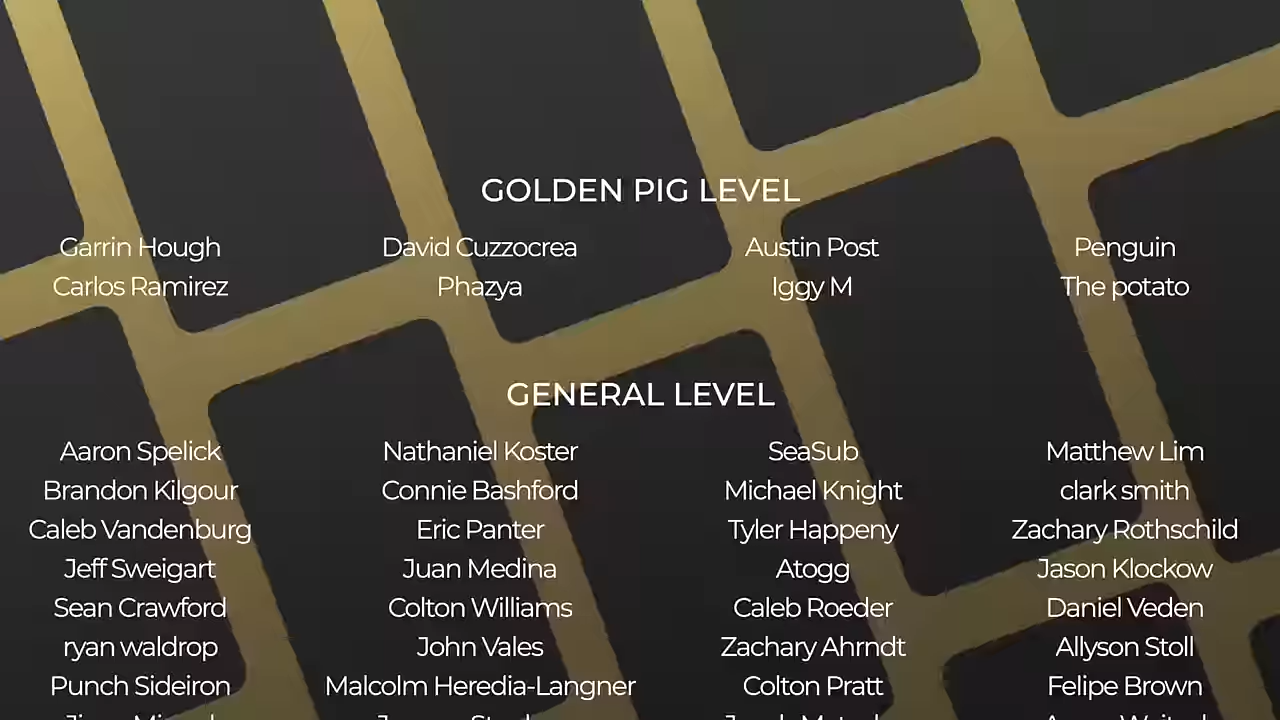 GOLDEN PIG LEVEL
Garrin Hough David Cuzzocrea Austin Post Penguin
Carlos Ramirez Phazya Iggy M The potato
GENERAL LEVEL
Aaron Spelick Nathaniel Koster SeaSub Matthew Lim
Brandon Kilgour Connie Bashford Michael Knight clark smith
Caleb Vandenburg Eric Panter Tyler Happeny Zachary Rothschild
Jeff Sweigart Juan Medina Atogg Jason Klockow
Sean Crawford Colton Williams Caleb Roeder Daniel Veden
ryan waldrop John Vales Zachary Ahrndt Allyson Stoll
Punch Sideiron Malcolm Heredia-Langner Colton Pratt Felipe Brown